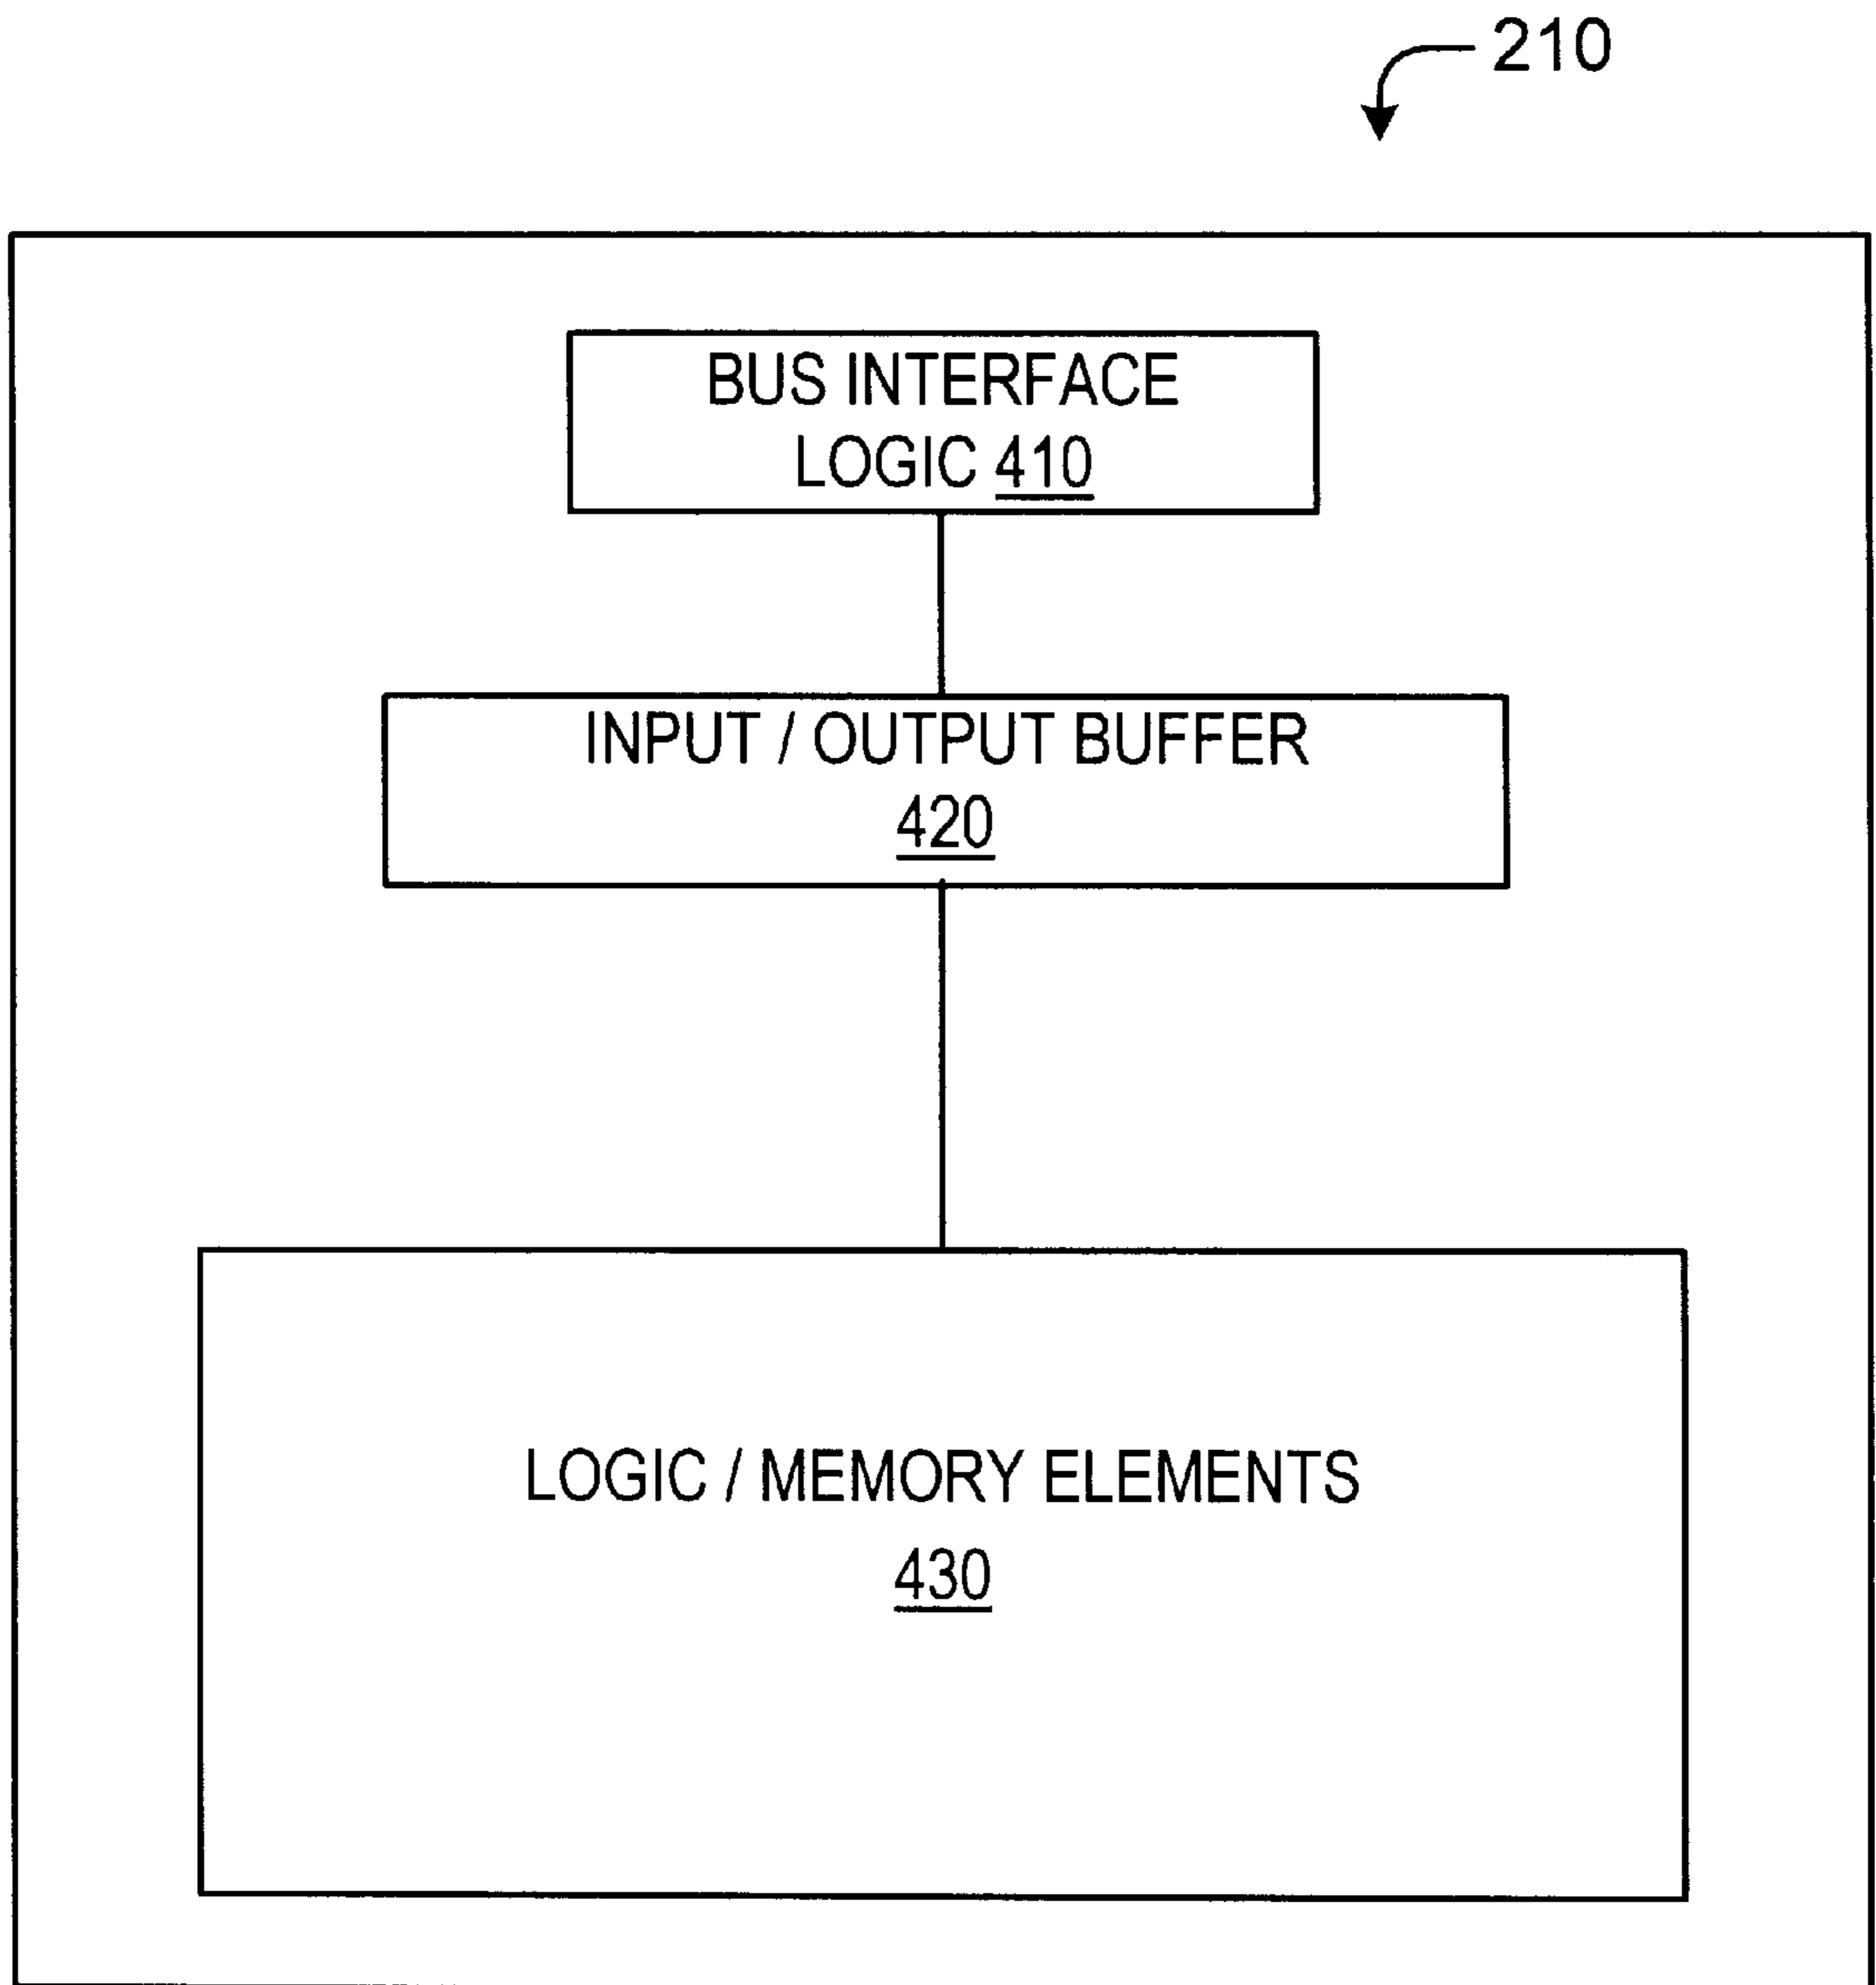 210
BUS INTERFACE
LOGIC 410
INPUT / OUTPUT BUFFER
420
LOGIC / MEMORY ELEMENTS
430